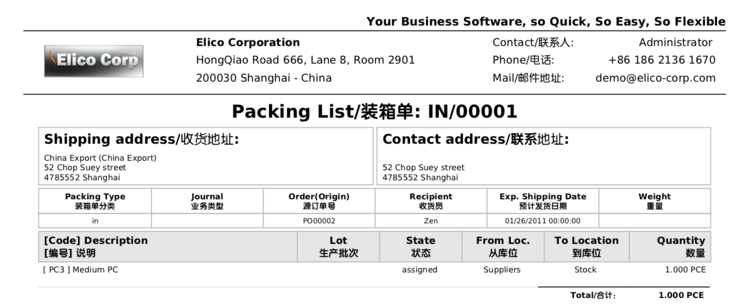 Your Business Software, so Quick, So Easy, So Flexible
Elico Corp
Elico Corporation
HongQiao Road 666, Lane 8, Room 2901
200030 Shanghai - China
Contact/联系人: Administrator
Phone/电话: +86 186 2136 1670
Mail/邮件地址: demo@elico-corp.com
Packing List/装箱单: IN/00001
Shipping address/收货地址:
China Export (China Export)
52 Chop Suey street
4785552 Shanghai
Contact address/联系地址:
52 Chop Suey street
4785552 Shanghai
Packing Type Journal Order(Origin) Recipient Exp. Shipping Date Weight
装箱单分类 业务类型 源订单号 收货员 预计发货日期 重量
in PO00002 Zen 01/26/2011 00:00:00
[Code] Description Lot State From Loc. To Location Quantity
[编号] 说明 生产批次 状态 从库位 到库位 数量
[ PC3 ] Medium PC assigned Suppliers Stock 1.000 PCE
Total/合计: 1.000 PCE